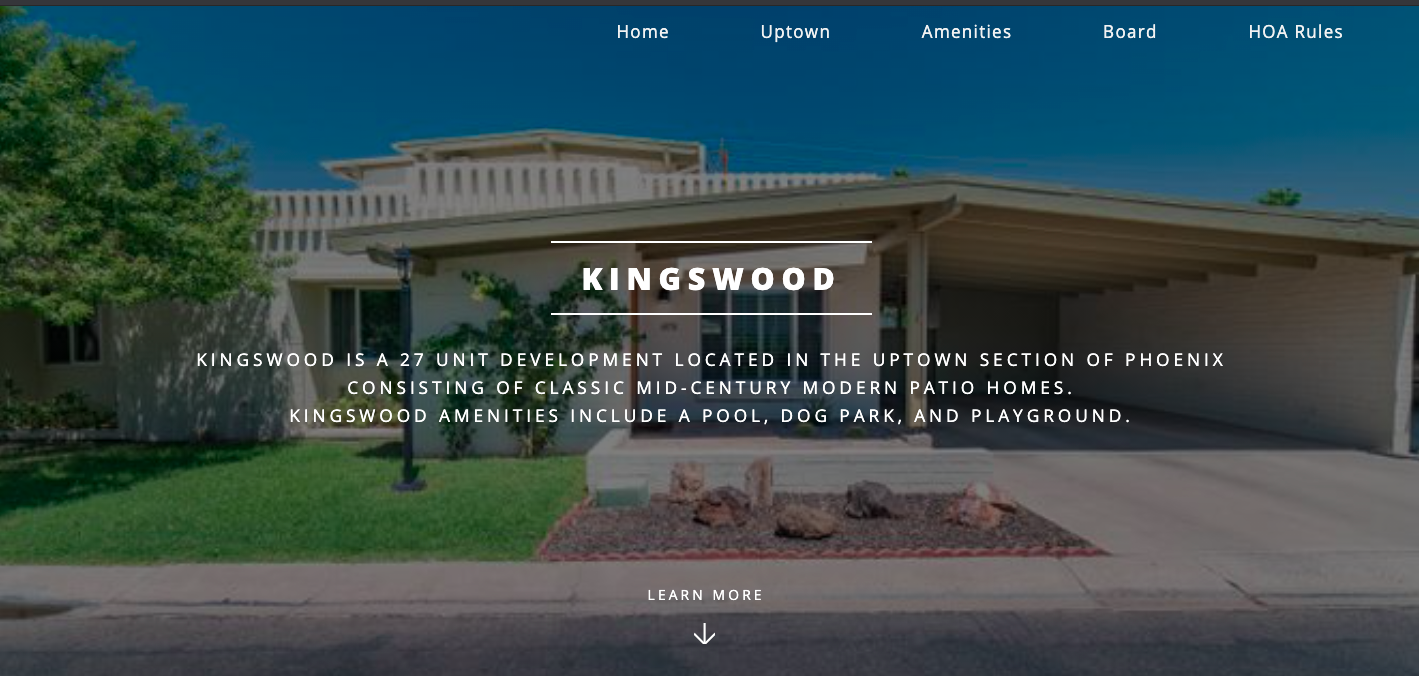 Home Uptown Amenities Board HOA Rules
KINGSWOOD
KINGSWOOD IS A 27 UNIT DEVELOPMENT LOCATED IN THE UPTOWN SECTION OF PHOENIX
CONSISTING OF CLASSIC MID-CENTURY MODERN PATIO HOMES.
KINGSWOOD AMENITIES INCLUDE A POOL, DOG PARK, AND PLAYGROUND.
LEARN MORE